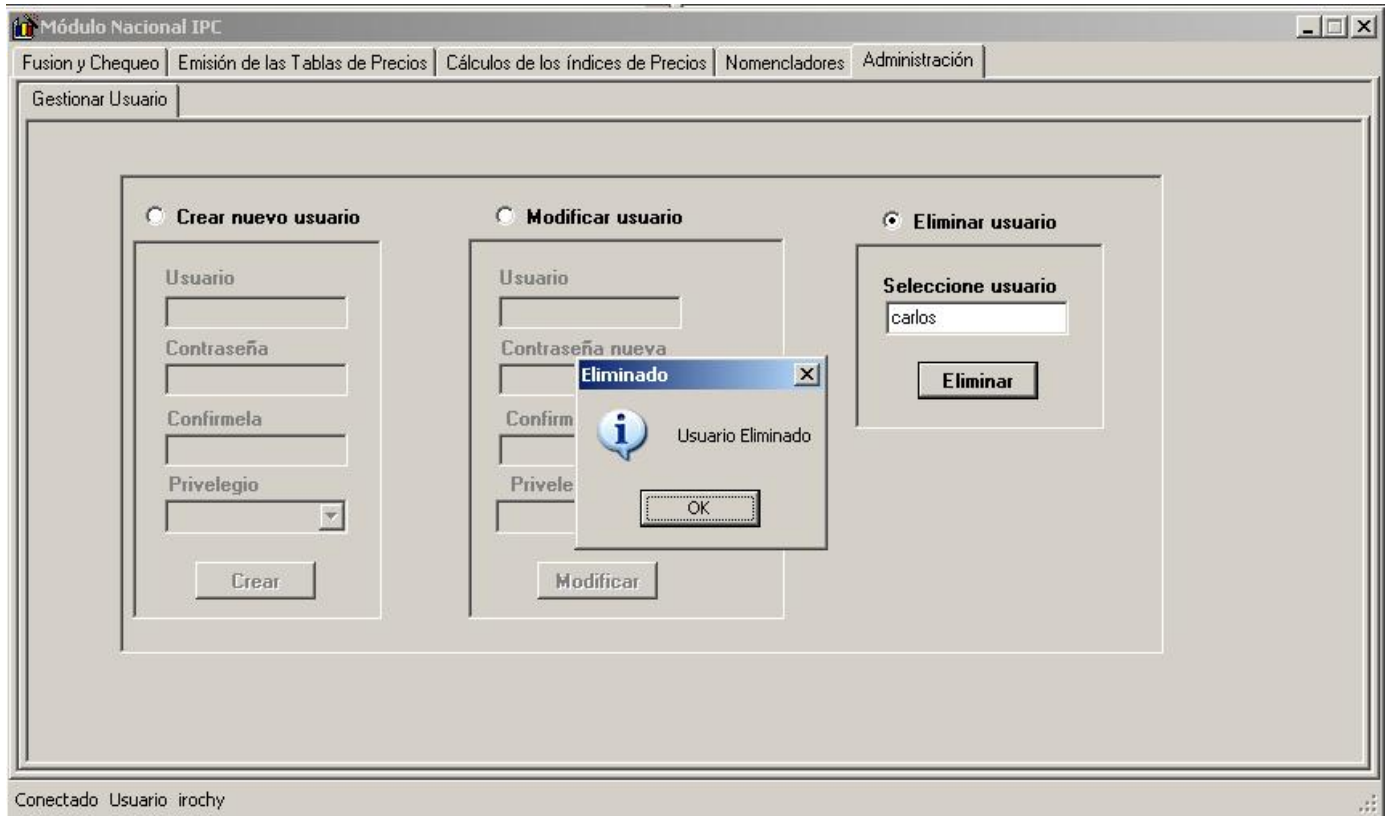 Módulo Nacional IPC
Fusion y Chequeo Emisión de las Tablas de Precios Cálculos de los índices de Precios Nomencladores Administración
Gestionar Usuario
Crear nuevo usuario
Usuario
Contraseña
Confirmela
Privelegio
Crear
Modificar usuario
Usuario
Contraseña nueva
Confirm
Privele
Modificar
Eliminar usuario
Seleccione usuario
carlos
Eliminar
Eliminado
Usuario Eliminado
OK
Conectado Usuario irochy